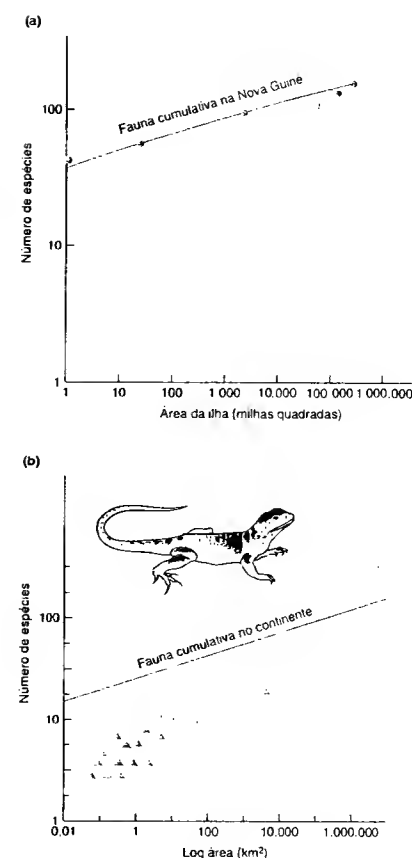 (a)
Número de espécies
100
10
1
Fauna cumulativa na Nova Guiné
1 10 100 1 000 10.000 100 000 1 000.000
Área da ilha (milhas quadradas)
(b)
Número de espécies
100
10
1
Fauna cumulativa no continente
0.01 1 100 10.000 1.000.000
Log área (km²)